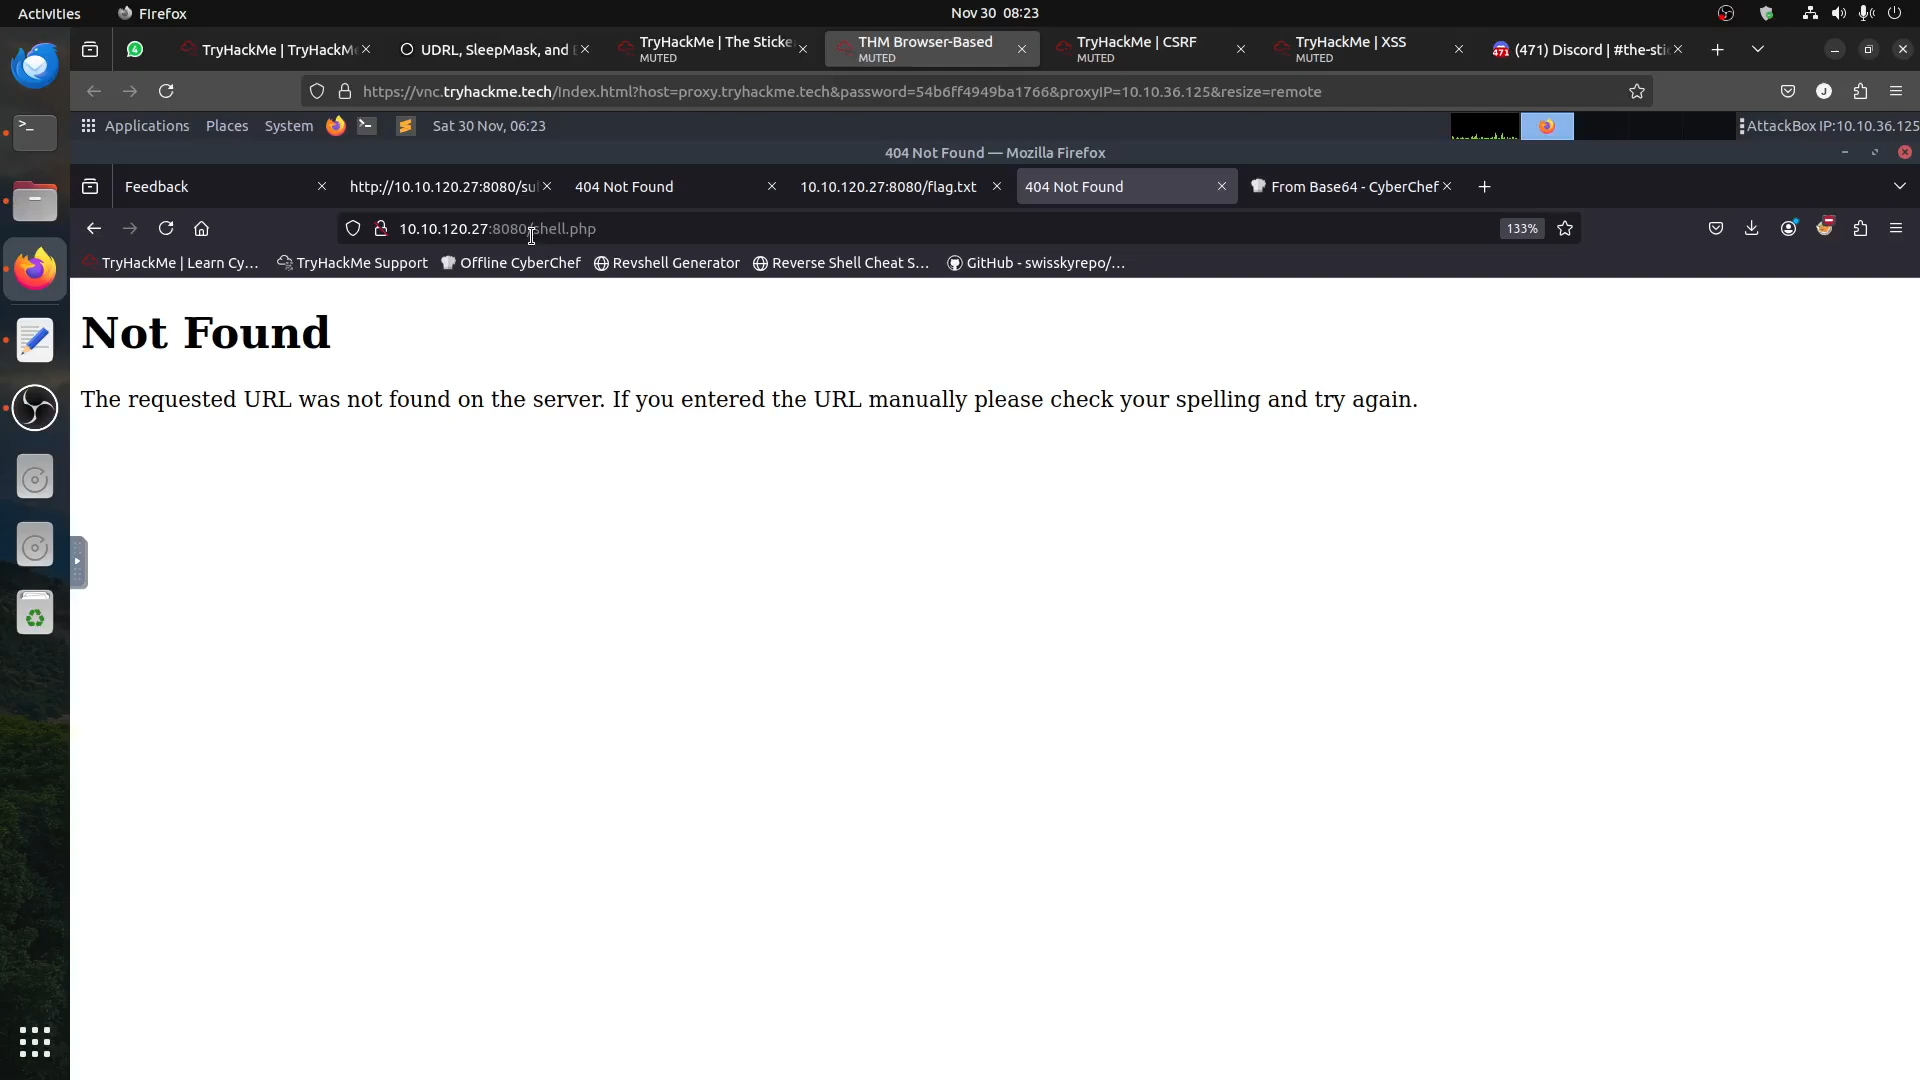 Activities Firefox Nov 30 08:23
4 TryHackMe | TryHackMe UDRL, SleepMask, and TryHackMe | The Sticke MUTED THM Browser-Based MUTED TryHackMe | CSRF MUTED TryHackMe | XSS MUTED 471 (471) Discord | #the-sti
https://vnc.tryhackme.tech/index.html?host=proxy.tryhackme.tech&password=54b6ff4949ba1766&proxyIP=10.10.36.125&resize=remote J
Applications Places System Sat 30 Nov, 06:23 AttackBox IP:10.10.36.125
404 Not Found — Mozilla Firefox
Feedback http://10.10.120.27:8080/su 404 Not Found 10.10.120.27:8080/flag.txt 404 Not Found From Base64 - CyberChef
10.10.120.27:8080/shell.php 133%
TryHackMe | Learn Cy… TryHackMe Support Offline CyberChef Revshell Generator Reverse Shell Cheat S… GitHub - swisskyrepo/…
Not Found
The requested URL was not found on the server. If you entered the URL manually please check your spelling and try again.